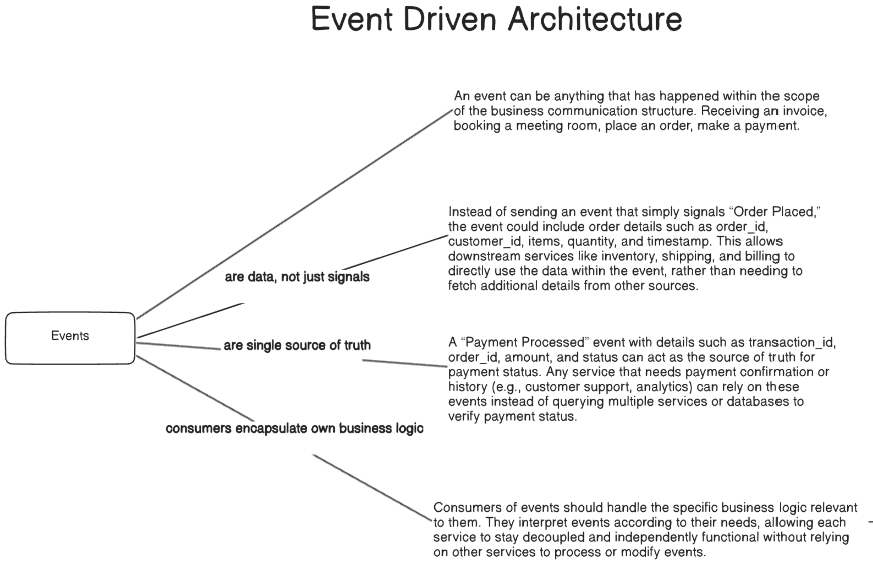 Event Driven Architecture
An event can be anything that has happened within the scope
of the business communication structure. Receiving an invoice,
booking a meeting room, place an order, make a payment.
Instead of sending an event that simply signals “Order Placed,”
the event could include order details such as order_id,
customer_id, items, quantity, and timestamp. This allows
downstream services like inventory, shipping, and billing to
directly use the data within the event, rather than needing to
fetch additional details from other sources.
are data, not just signals
Events
are single source of truth
A “Payment Processed” event with details such as transaction_id,
order_id, amount, and status can act as the source of truth for
payment status. Any service that needs payment confirmation or
history (e.g., customer support, analytics) can rely on these
events instead of querying multiple services or databases to
verify payment status.
consumers encapsulate own business logic
Consumers of events should handle the specific business logic relevant
to them. They interpret events according to their needs, allowing each
service to stay decoupled and independently functional without relying
on other services to process or modify events.